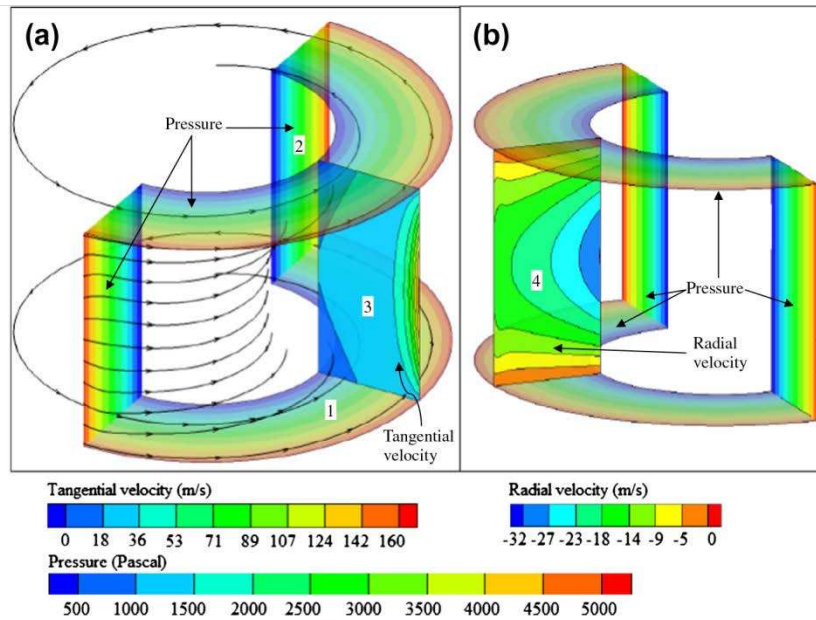 (a)
(b)
Pressure
2
3
4
1
Pressure
Radial velocity
Tangential velocity
Tangential velocity (m/s)
0 18 36 53 71 89 107 124 142 160
Radial velocity (m/s)
-32 -27 -23 -18 -14 -9 -5 0
Pressure (Pascal)
500 1000 1500 2000 2500 3000 3500 4000 4500 5000